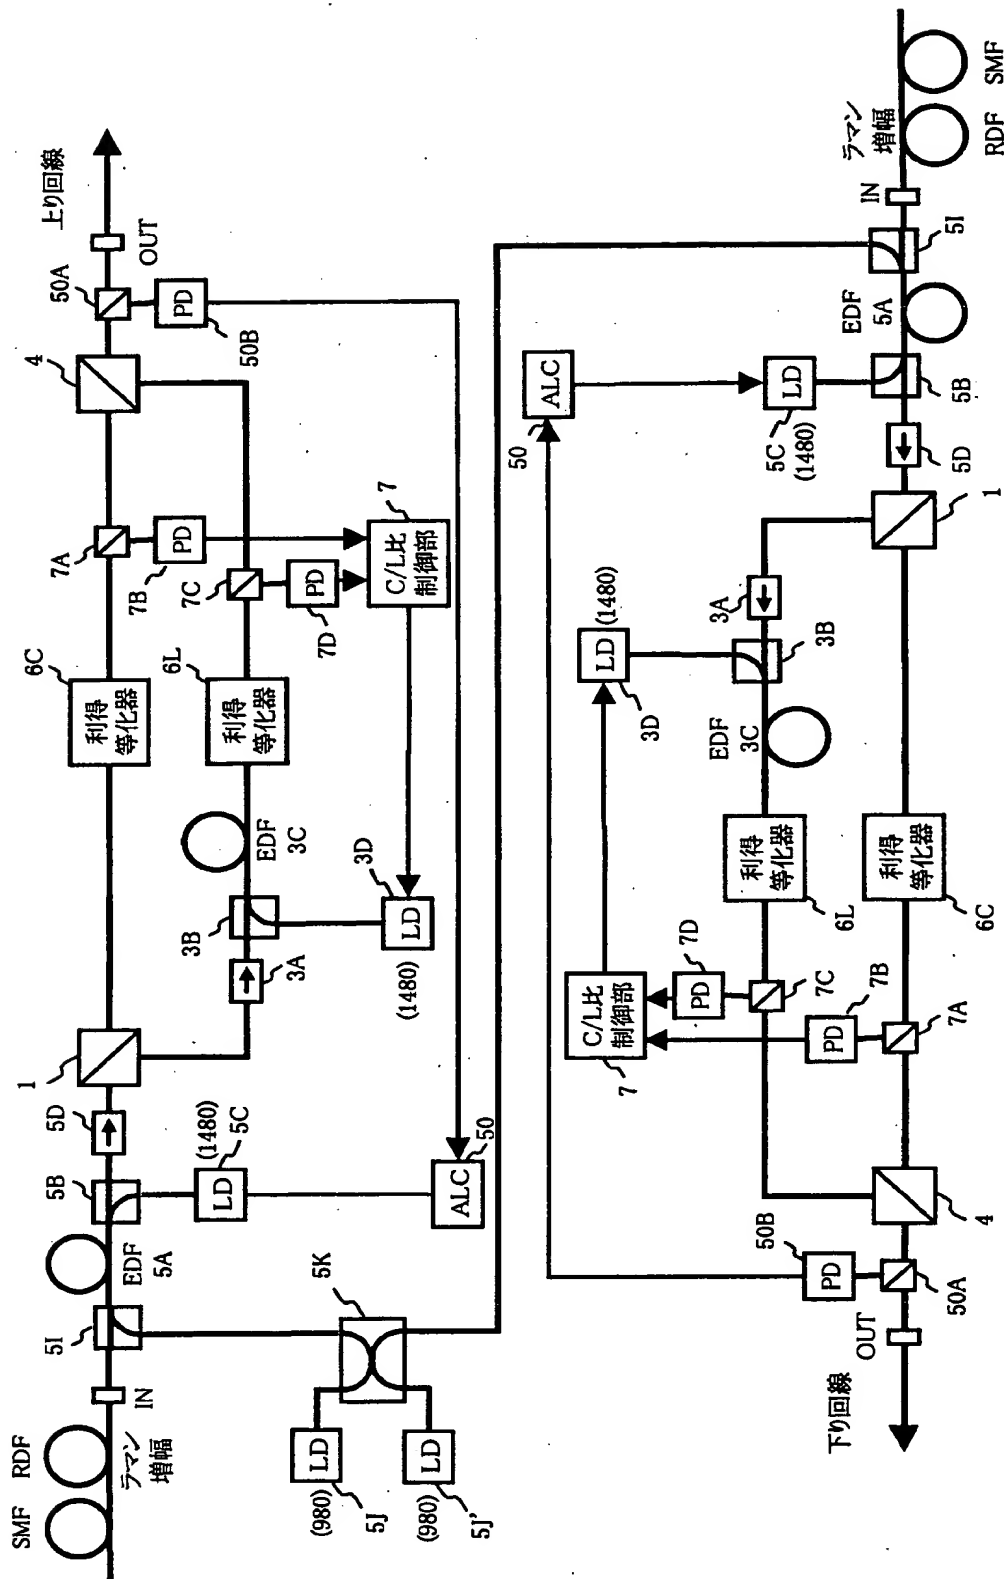 SMF
RDF
ラマン
増幅
IN
5I
EDF
5A
5B
5D
1
(1480)
5C
LD
ALC
50
5K
LD
(980)
5J
LD
(980)
5J'
3A
3B
EDF
3C
3D
LD
(1480)
6C
利得
等化器
6L
利得
等化器
7A
PD
7B
7C
PD
7D
7
C/L比
制御部
4
50A
PD
50B
OUT
上り回線
下り回線
OUT
50A
PD
50B
4
7A
PD
7B
7C
PD
7D
C/L比
制御部
7
利得
等化器
6L
利得
等化器
6C
EDF
3C
3D
LD
(1480)
3B
3A
1
5D
5B
5C
(1480)
LD
ALC
50
EDF
5A
5I
IN
ラマン
増幅
RDF
SMF